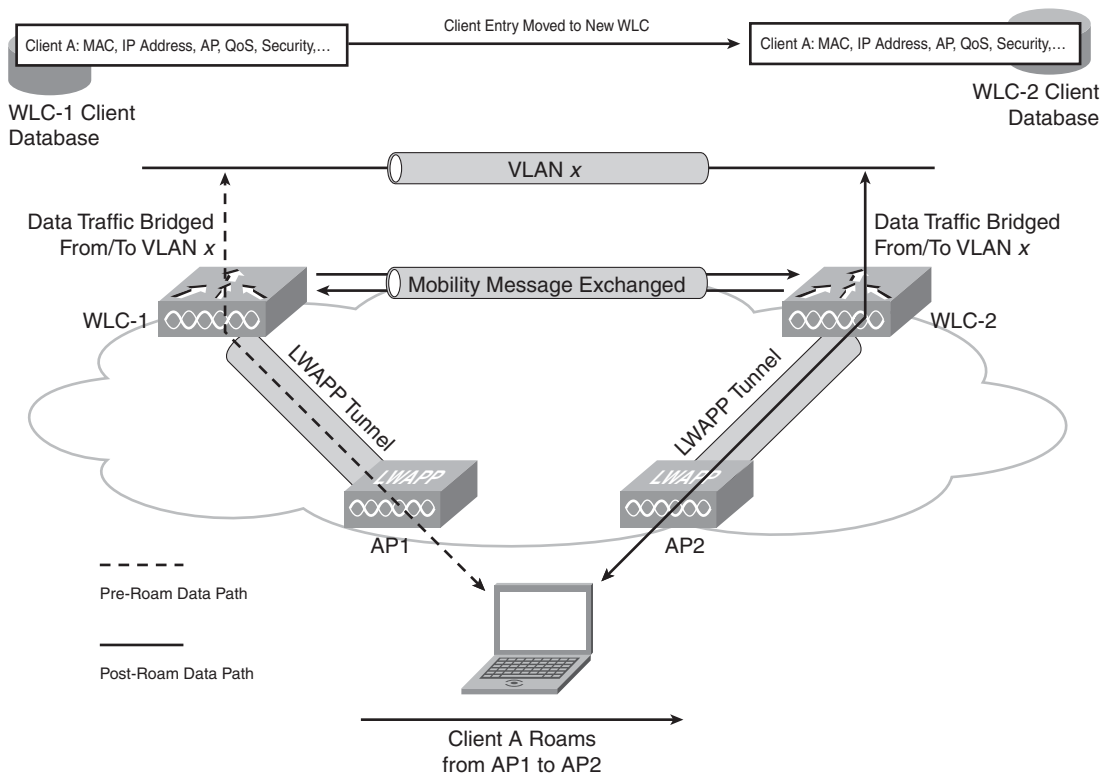 Client Entry Moved to New WLC
Client A: MAC, IP Address, AP, QoS, Security,…
Client A: MAC, IP Address, AP, QoS, Security,…
WLC-1 Client
Database
WLC-2 Client
Database
VLAN x
Data Traffic Bridged
From/To VLAN x
Data Traffic Bridged
From/To VLAN x
Mobility Message Exchanged
WLC-1
WLC-2
LWAPP Tunnel
LWAPP Tunnel
LWAPP
LWAPP
AP1
AP2
Pre-Roam Data Path
Post-Roam Data Path
Client A Roams
from AP1 to AP2